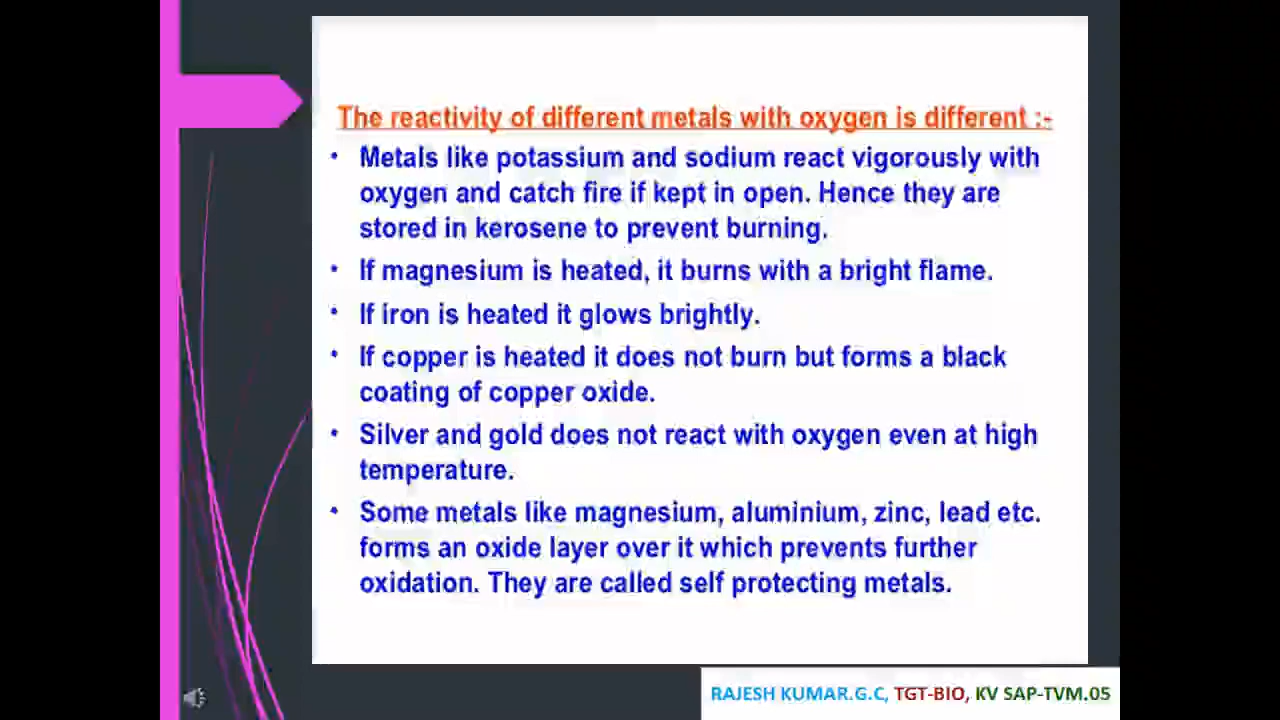 The reactivity of different metals with oxygen is different :-
• Metals like potassium and sodium react vigorously with
oxygen and catch fire if kept in open. Hence they are
stored in kerosene to prevent burning.
• If magnesium is heated, it burns with a bright flame.
• If iron is heated it glows brightly.
• If copper is heated it does not burn but forms a black
coating of copper oxide.
• Silver and gold does not react with oxygen even at high
temperature.
• Some metals like magnesium, aluminium, zinc, lead etc.
forms an oxide layer over it which prevents further
oxidation. They are called self protecting metals.
RAJESH KUMAR.G.C, TGT-BIO, KV SAP-TVM.05